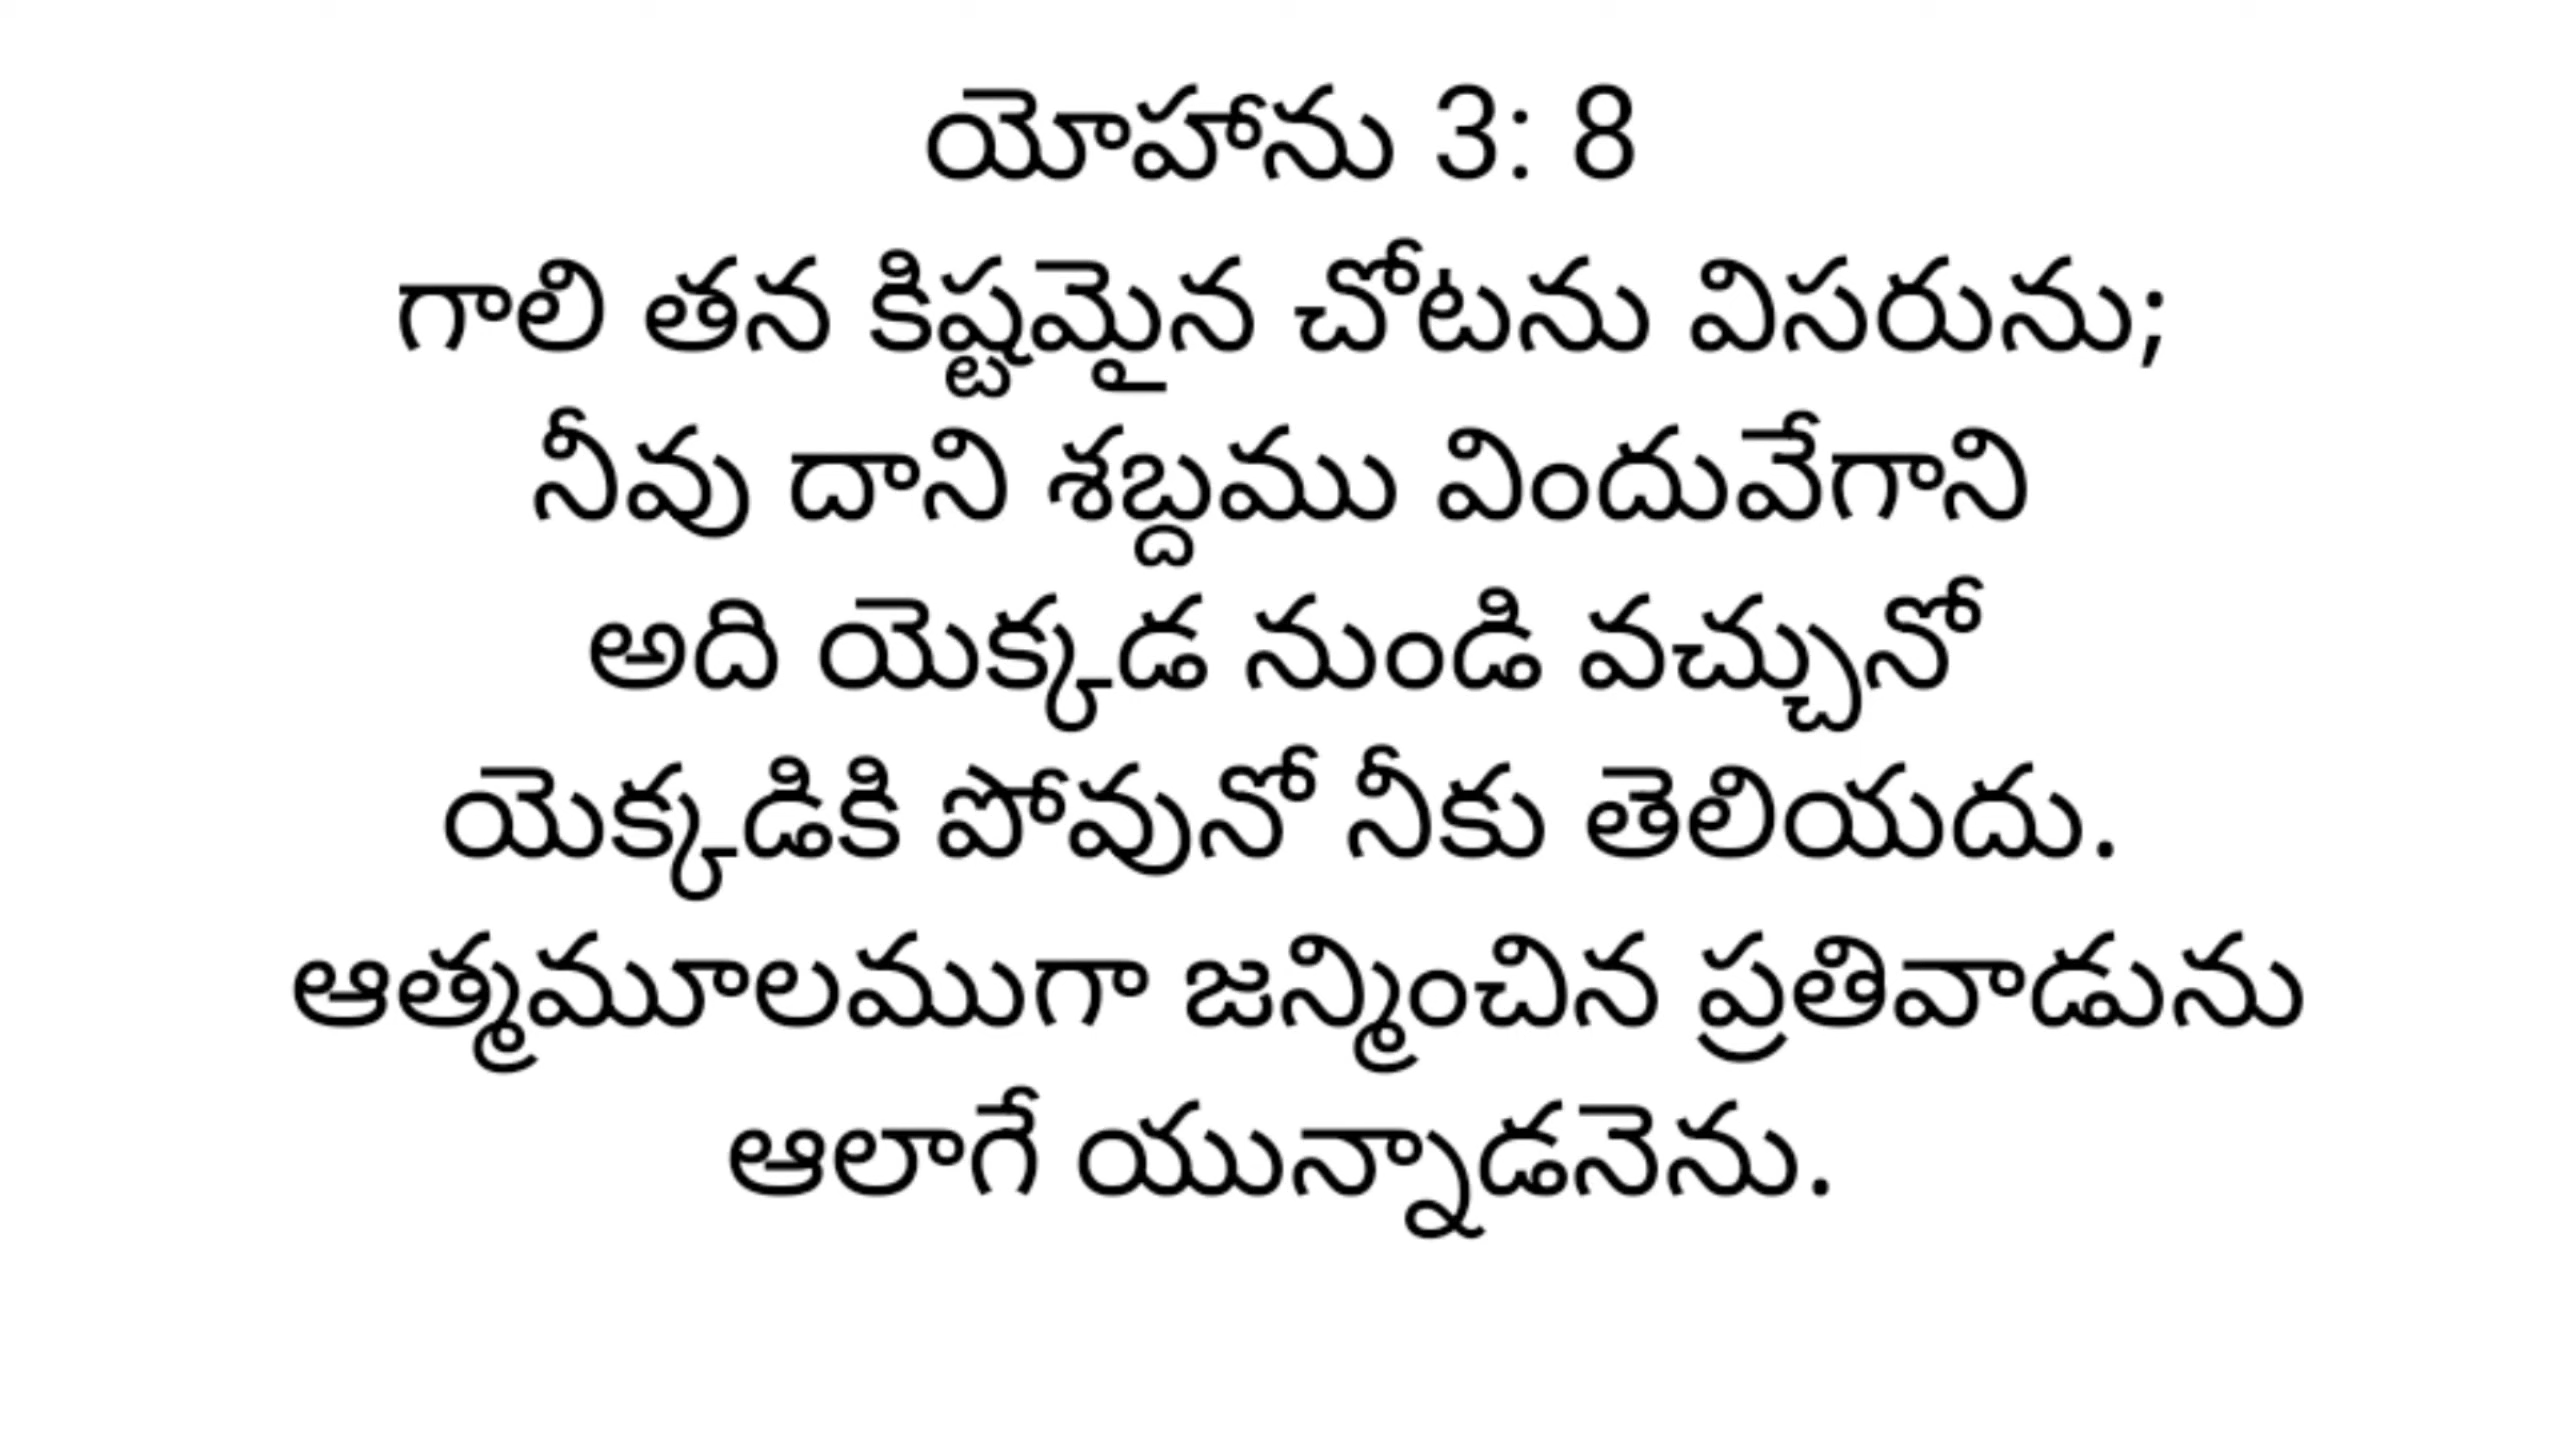 యోహాను 3: 8
గాలి తన కిష్టమైన చోటను విసరును;
నీవు దాని శబ్దము విందువేగాని
అది యెక్కడ నుండి వచ్చునో
యెక్కడికి పోవునో నీకు తెలియదు.
ఆత్మమూలముగా జన్మించిన ప్రతివాడును
ఆలాగే యున్నాడనెను.